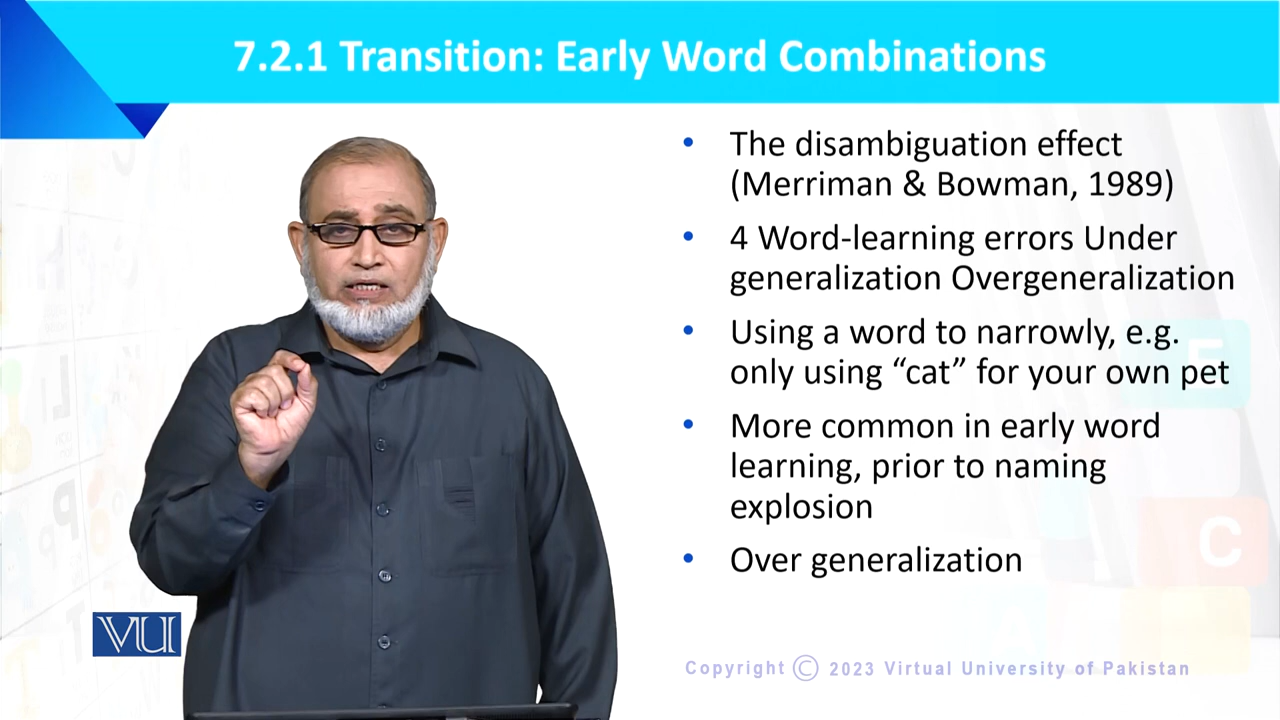 7.2.1 Transition: Early Word Combinations
• The disambiguation effect
(Merriman & Bowman, 1989)
• 4 Word-learning errors Under
generalization Overgeneralization
• Using a word to narrowly, e.g.
only using “cat” for your own pet
• More common in early word
learning, prior to naming
explosion
• Over generalization
VU
Copyright © 2023 Virtual University of Pakistan
C